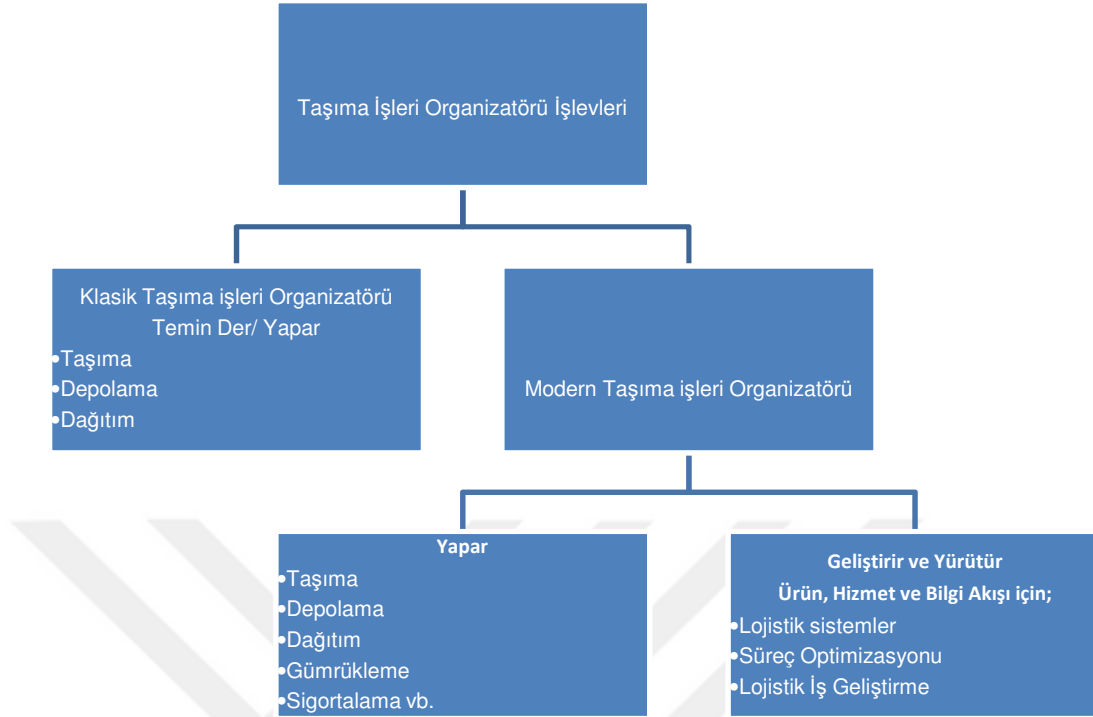 Taşıma İşleri Organizatörü İşlevleri
Klasik Taşıma işleri Organizatörü
Temin Der/ Yapar
•Taşıma
•Depolama
•Dağıtım
Modern Taşıma işleri Organizatörü
Yapar
•Taşıma
•Depolama
•Dağıtım
•Gümrükleme
•Sigortalama vb.
Geliştirir ve Yürütür
Ürün, Hizmet ve Bilgi Akışı için;
•Lojistik sistemler
•Süreç Optimizasyonu
•Lojistik İş Geliştirme